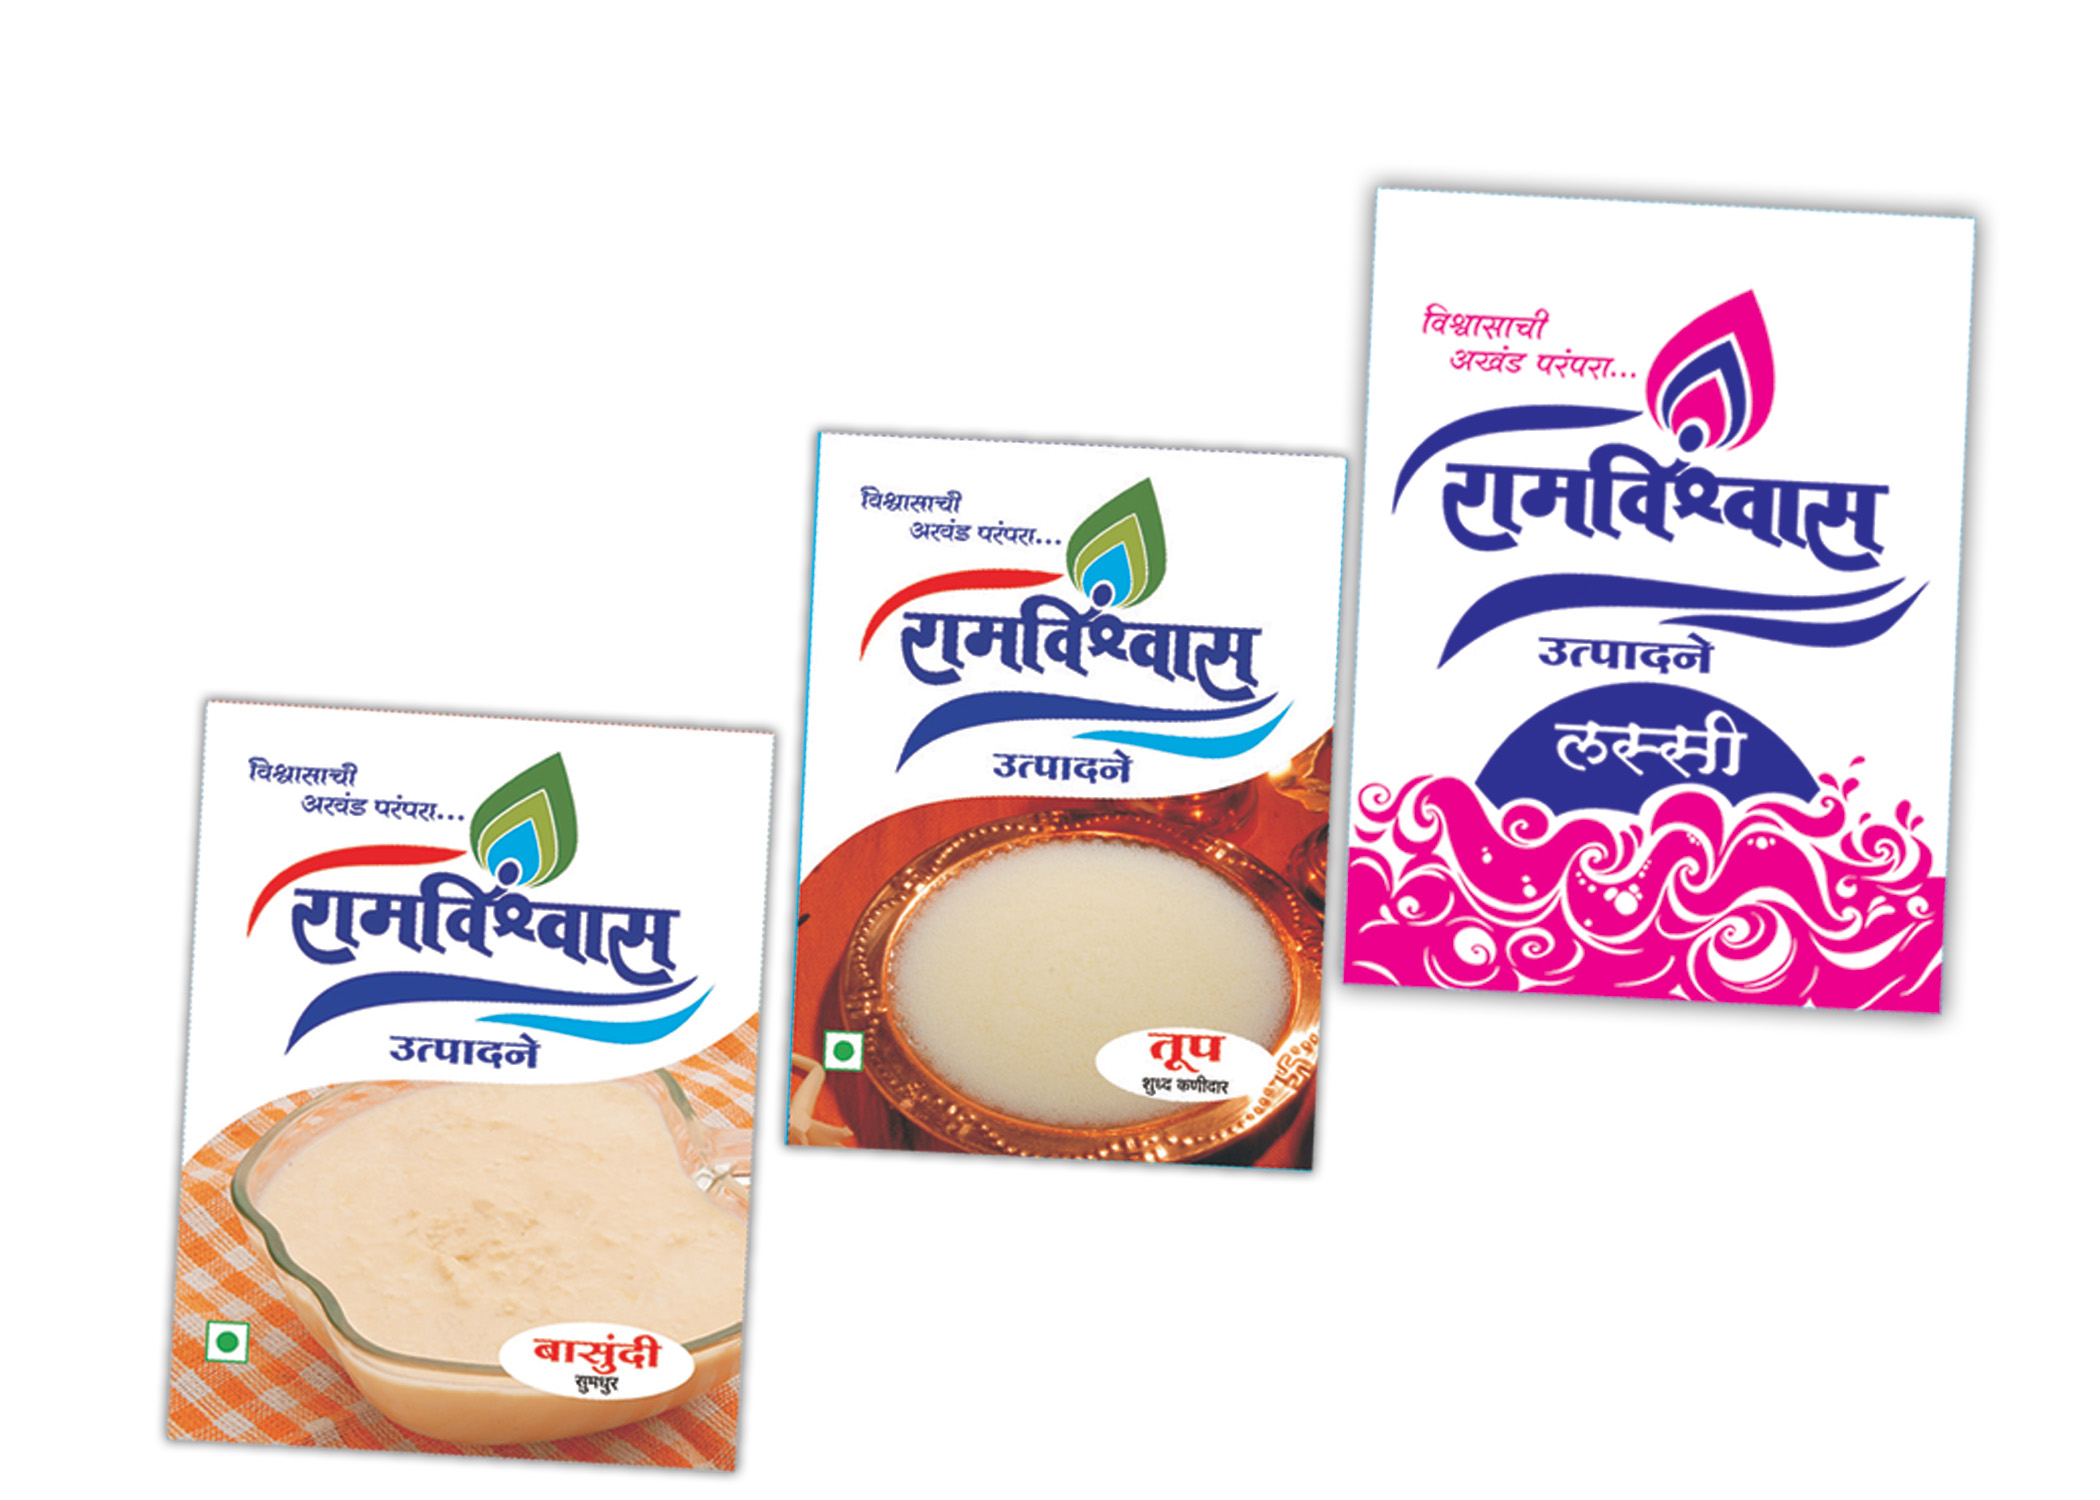 विश्वासाची
अखंड परंपरा...
रामविश्वास
उत्पादने
बासुंदी
सुमधुर
विश्वासाची
अखंड परंपरा...
रामविश्वास
उत्पादने
तूप
शुध्द कणीदार
विश्वासाची
अखंड परंपरा...
रामविश्वास
उत्पादने
लस्सी